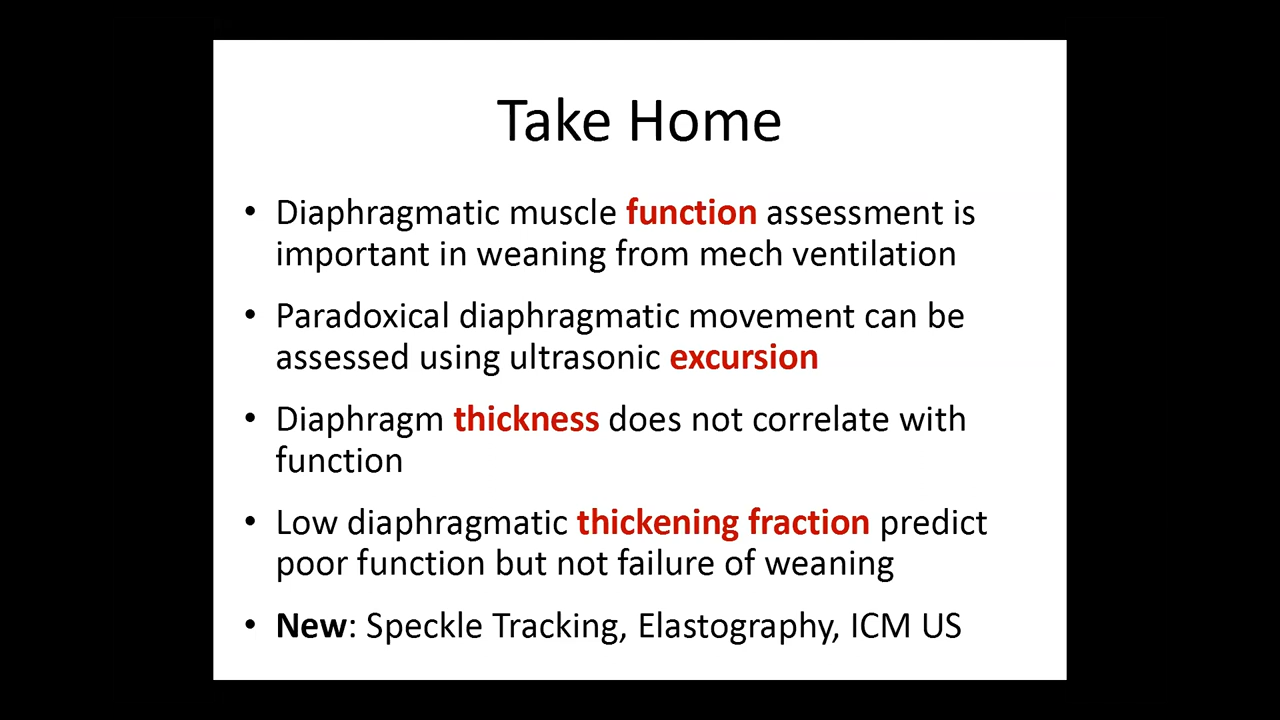 Take Home
• Diaphragmatic muscle function assessment is
important in weaning from mech ventilation
• Paradoxical diaphragmatic movement can be
assessed using ultrasonic excursion
• Diaphragm thickness does not correlate with
function
• Low diaphragmatic thickening fraction predict
poor function but not failure of weaning
• New: Speckle Tracking, Elastography, ICM US